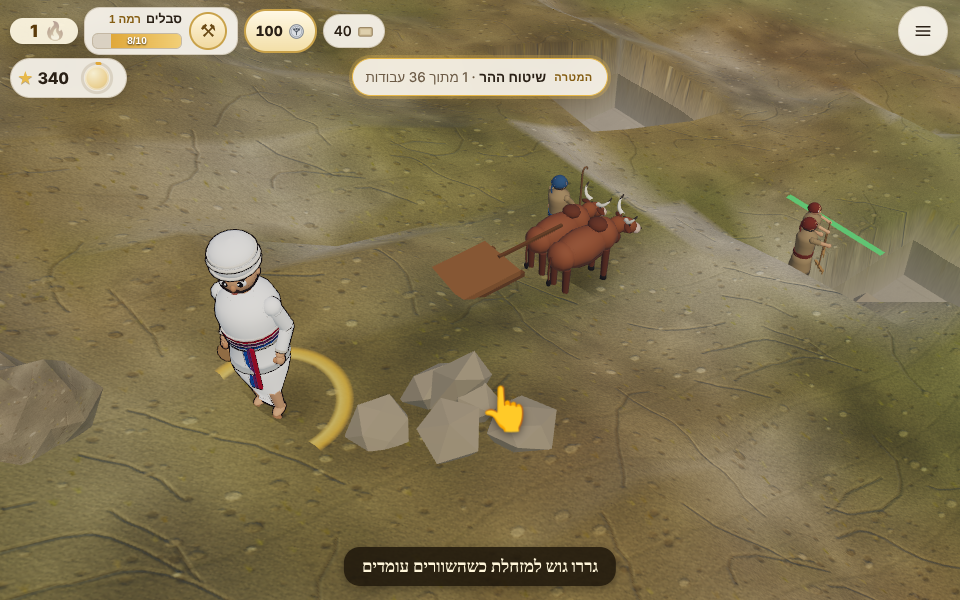 1
סבלים רמה 1
8/10
100
40
340
המטרה שיטוח ההר · 1 מתוך 36 עבודות
גררו גוש למזחלת כשהשוורים עומדים